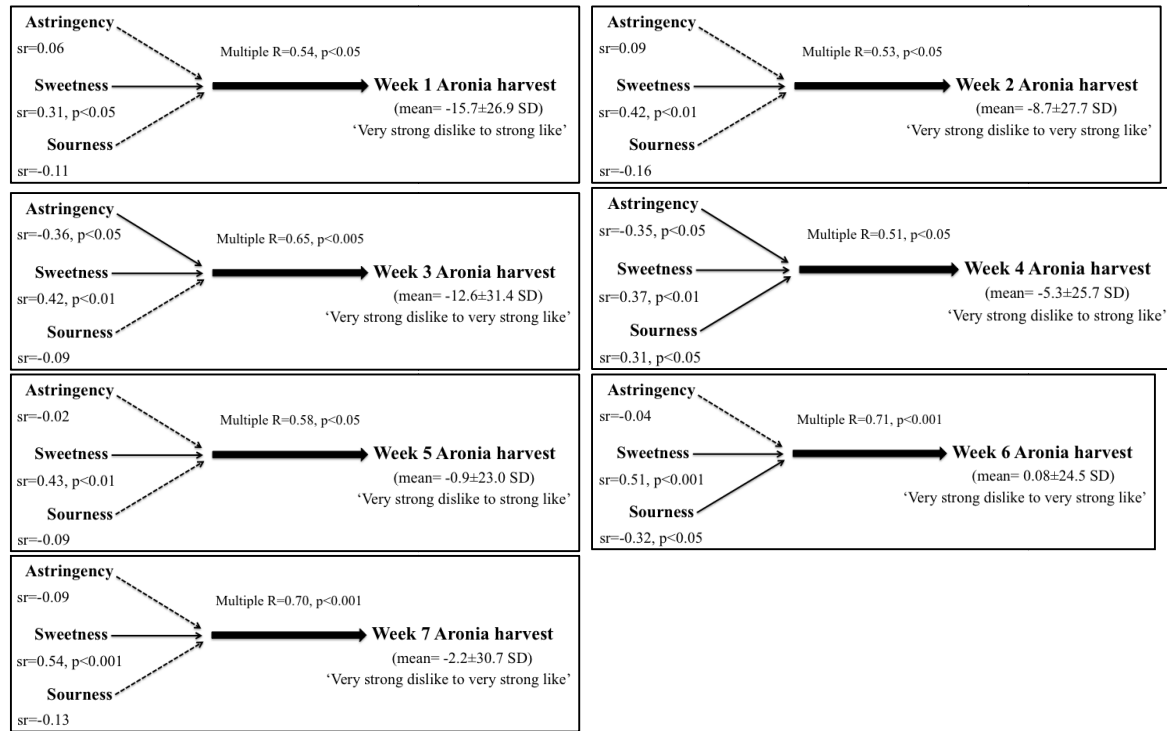 Astringency
sr=0.06
Multiple R=0.54, p<0.05
Sweetness
Week 1 Aronia harvest
sr=0.31, p<0.05
(mean= -15.7±26.9 SD)
'Very strong dislike to strong like'
Sourness
sr=-0.11
Astringency
sr=0.09
Multiple R=0.53, p<0.05
Sweetness
Week 2 Aronia harvest
sr=0.42, p<0.01
(mean= -8.7±27.7 SD)
'Very strong dislike to very strong like'
Sourness
sr=-0.16
Astringency
sr=-0.36, p<0.05
Multiple R=0.65, p<0.005
Sweetness
Week 3 Aronia harvest
sr=0.42, p<0.01
(mean= -12.6±31.4 SD)
'Very strong dislike to very strong like'
Sourness
sr=-0.09
Astringency
sr=-0.35, p<0.05
Multiple R=0.51, p<0.05
Sweetness
Week 4 Aronia harvest
sr=0.37, p<0.01
(mean= -5.3±25.7 SD)
'Very strong dislike to strong like'
Sourness
sr=0.31, p<0.05
Astringency
sr=-0.02
Multiple R=0.58, p<0.05
Sweetness
Week 5 Aronia harvest
sr=0.43, p<0.01
(mean= -0.9±23.0 SD)
'Very strong dislike to strong like'
Sourness
sr=-0.09
Astringency
sr=-0.04
Multiple R=0.71, p<0.001
Sweetness
Week 6 Aronia harvest
sr=0.51, p<0.001
(mean= 0.08±24.5 SD)
'Very strong dislike to very strong like'
Sourness
sr=-0.32, p<0.05
Astringency
sr=-0.09
Multiple R=0.70, p<0.001
Sweetness
Week 7 Aronia harvest
sr=0.54, p<0.001
(mean= -2.2±30.7 SD)
'Very strong dislike to very strong like'
Sourness
sr=-0.13